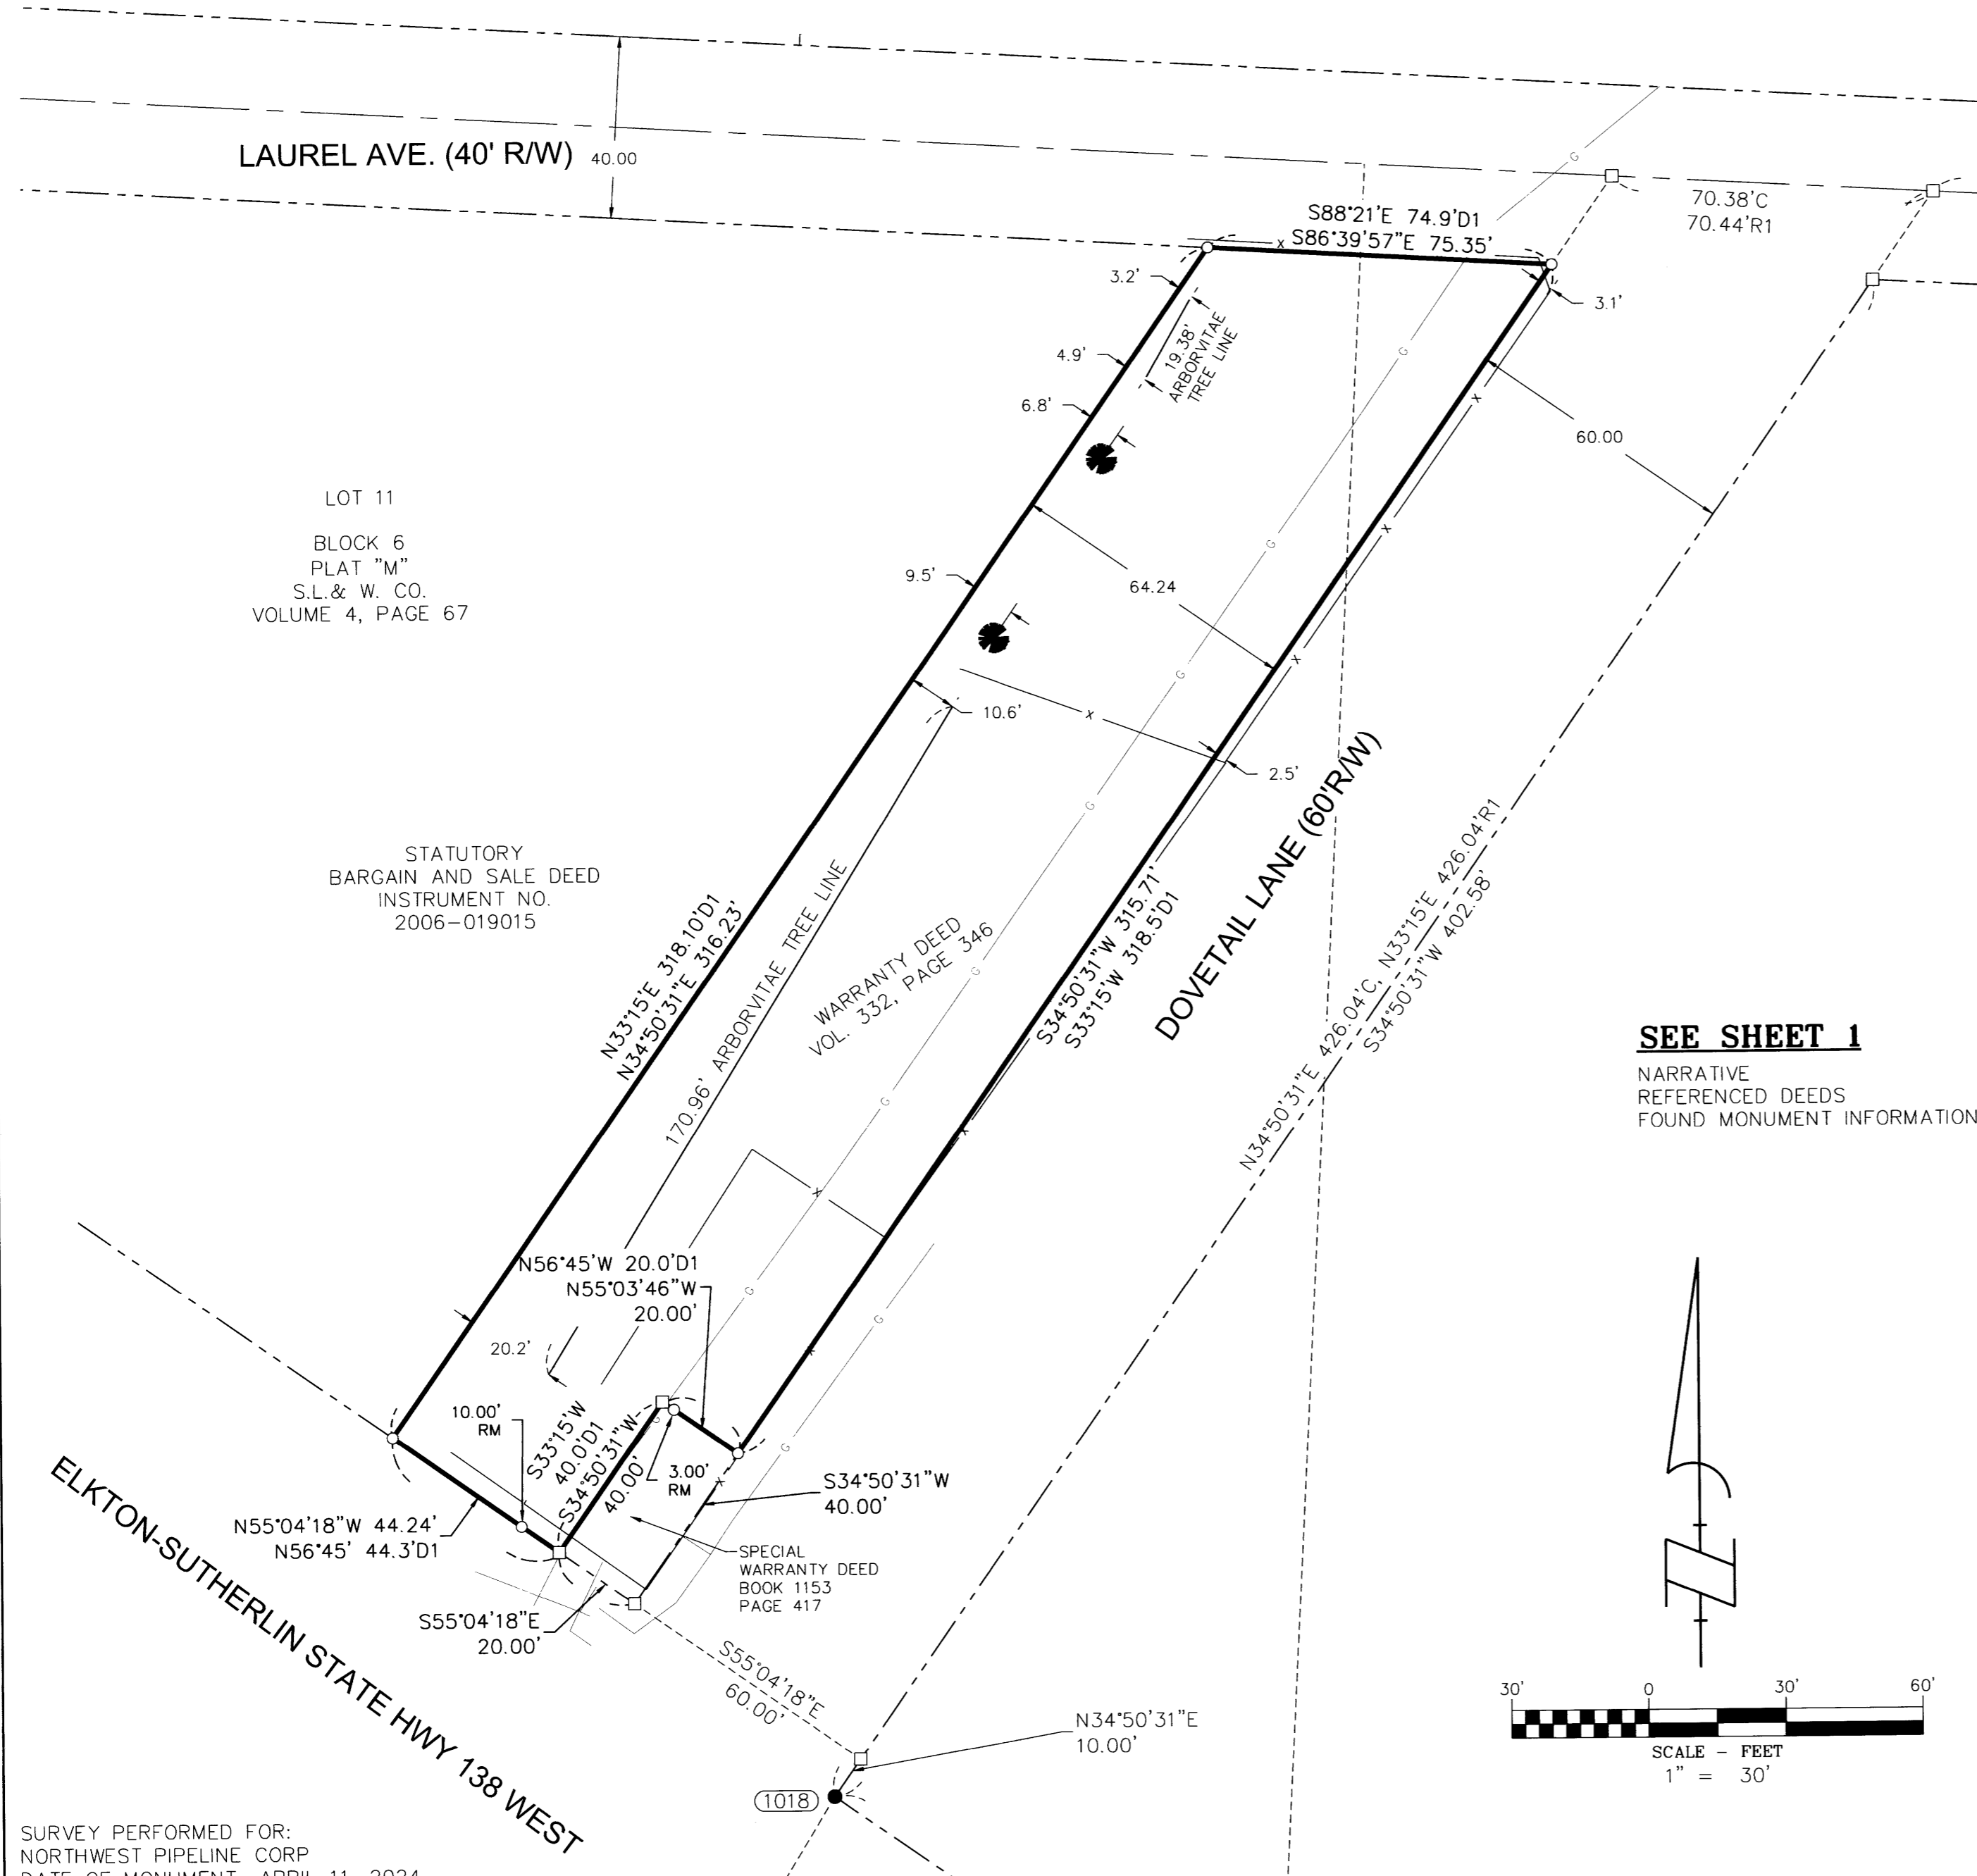 LAUREL AVE. (40' R/W)
40.00
70.38'C
70.44'R1
S88°21'E 74.9'D1
S86°39'57"E 75.35'
3.2'
3.1'
19.38'
ARBORVITAE
TREE LINE
4.9'
6.8'
60.00
LOT 11
BLOCK 6
PLAT "M"
S.L.& W. CO.
VOLUME 4, PAGE 67
9.5'
64.24
10.6'
2.5'
STATUTORY
BARGAIN AND SALE DEED
INSTRUMENT NO.
2006-019015
N33°15'E 318.10'D1
N34°50'31"E 316.23'
170.96' ARBORVITAE TREE LINE
WARRANTY DEED
VOL. 332, PAGE 346
S34°50'31"W 315.71'
S33°15'W 318.5'D1
DOVETAIL LANE (60'R/W)
N34°50'31"E 426.04'C, N33°15'E 426.04'R1
S34°50'31"W 402.58'
SEE SHEET 1
NARRATIVE
REFERENCED DEEDS
FOUND MONUMENT INFORMATION
N56°45'W 20.0'D1
N55°03'46"W
20.00'
20.2'
10.00'
RM
S33°15'W
40.0'D1
S34°50'31"W
40.00'
3.00'
RM
S34°50'31"W
40.00'
N55°04'18"W 44.24'
N56°45' 44.3'D1
SPECIAL
WARRANTY DEED
BOOK 1153
PAGE 417
S55°04'18"E
20.00'
S55°04'18"E
60.00'
ELKTON-SUTHERLIN STATE HWY 138 WEST
N34°50'31"E
10.00'
1018
30' 0 30' 60'
SCALE - FEET
1" = 30'
SURVEY PERFORMED FOR:
NORTHWEST PIPELINE CORP
DATE OF MONUMENT APRIL 11, 2024